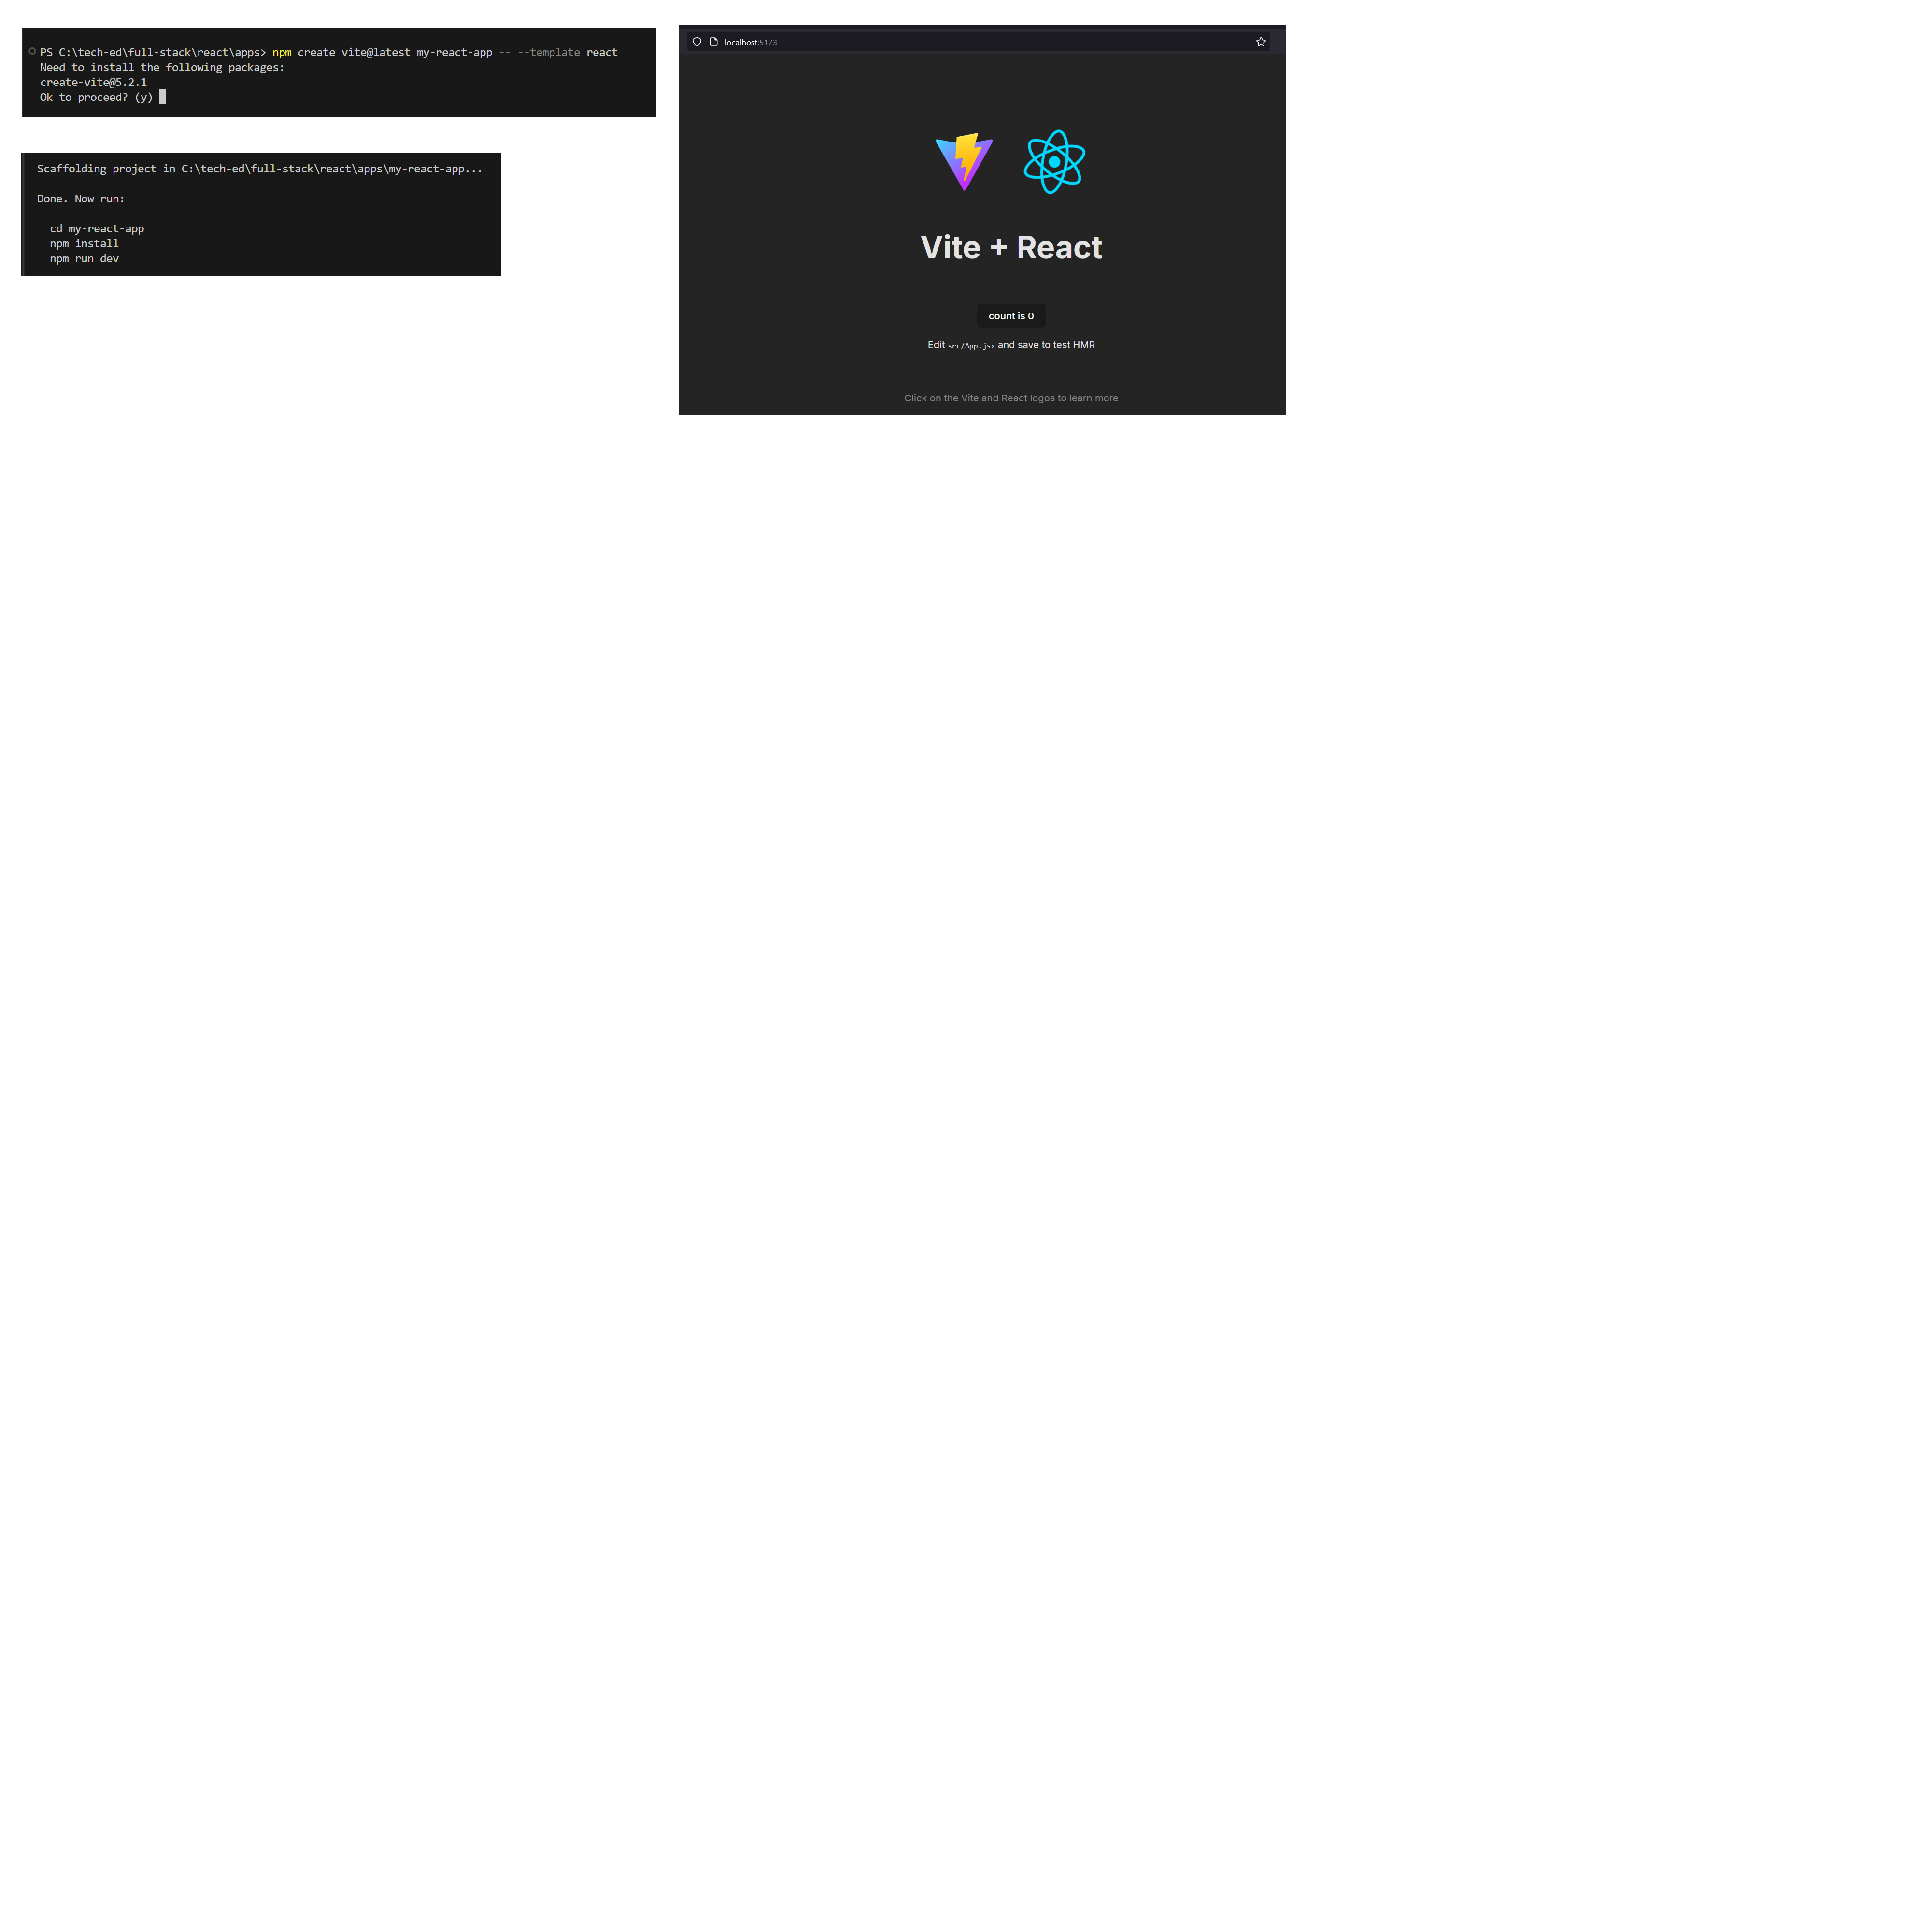 PS C:\tech-ed\full-stack\react\apps> npm create vite@latest my-react-app -- --template react
Need to install the following packages:
create-vite@5.2.1
Ok to proceed? (y)
Scaffolding project in C:\tech-ed\full-stack\react\apps\my-react-app...
Done. Now run:
cd my-react-app
npm install
npm run dev
localhost:5173
Vite + React
count is 0
Edit src/App.jsx and save to test HMR
Click on the Vite and React logos to learn more